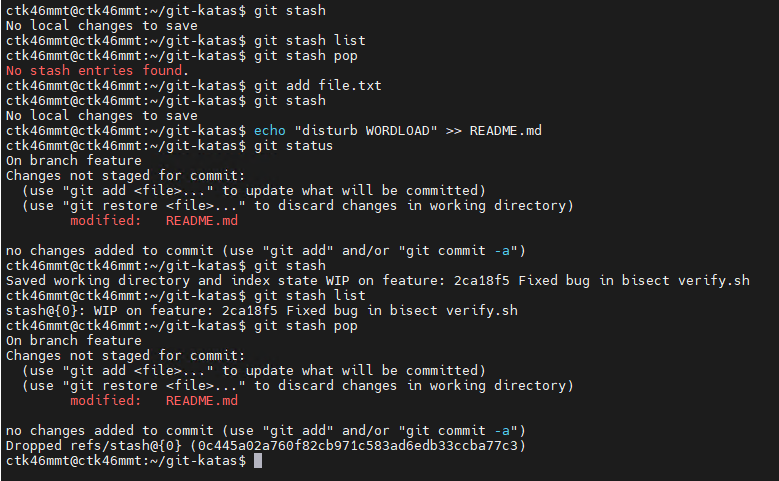 ctk46mmt@ctk46mmt:~/git-katas$ git stash
No local changes to save
ctk46mmt@ctk46mmt:~/git-katas$ git stash list
ctk46mmt@ctk46mmt:~/git-katas$ git stash pop
No stash entries found.
ctk46mmt@ctk46mmt:~/git-katas$ git add file.txt
ctk46mmt@ctk46mmt:~/git-katas$ git stash
No local changes to save
ctk46mmt@ctk46mmt:~/git-katas$ echo "disturb WORDLOAD" >> README.md
ctk46mmt@ctk46mmt:~/git-katas$ git status
On branch feature
Changes not staged for commit:
  (use "git add <file>..." to update what will be committed)
  (use "git restore <file>..." to discard changes in working directory)
        modified:   README.md

no changes added to commit (use "git add" and/or "git commit -a")
ctk46mmt@ctk46mmt:~/git-katas$ git stash
Saved working directory and index state WIP on feature: 2ca18f5 Fixed bug in bisect verify.sh
ctk46mmt@ctk46mmt:~/git-katas$ git stash list
stash@{0}: WIP on feature: 2ca18f5 Fixed bug in bisect verify.sh
ctk46mmt@ctk46mmt:~/git-katas$ git stash pop
On branch feature
Changes not staged for commit:
  (use "git add <file>..." to update what will be committed)
  (use "git restore <file>..." to discard changes in working directory)
        modified:   README.md

no changes added to commit (use "git add" and/or "git commit -a")
Dropped refs/stash@{0} (0c445a02a760f82cb971c583ad6edb33ccba77c3)
ctk46mmt@ctk46mmt:~/git-katas$